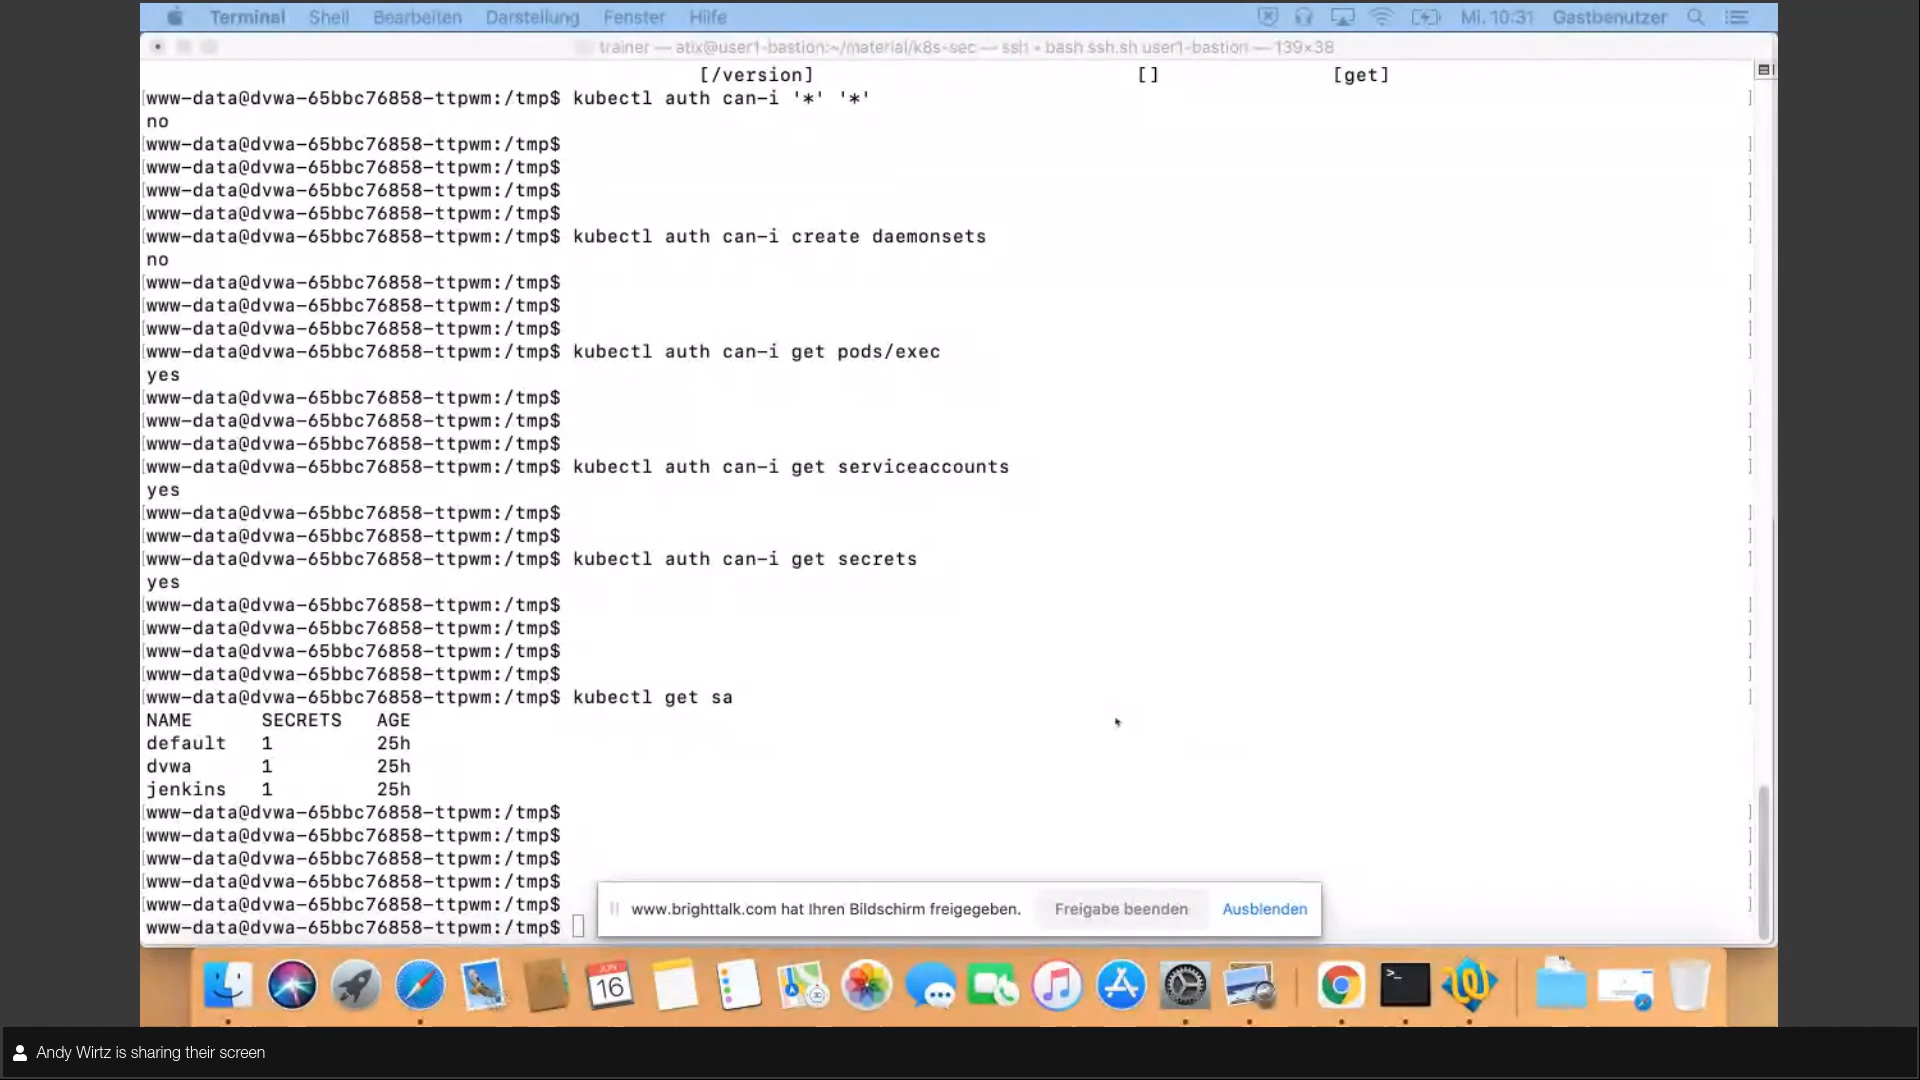 Terminal Shell Bearbeiten Darstellung Fenster Hilfe Mi. 10:31 Gastbenutzer
trainer — atix@user1-bastion:~/material/k8s-sec — ssh • bash ssh.sh user1-bastion — 139×38
[/version] [] [get]
[www-data@dvwa-65bbc76858-ttpwm:/tmp$ kubectl auth can-i '*' '*' ]
no
[www-data@dvwa-65bbc76858-ttpwm:/tmp$ ]
[www-data@dvwa-65bbc76858-ttpwm:/tmp$ ]
[www-data@dvwa-65bbc76858-ttpwm:/tmp$ ]
[www-data@dvwa-65bbc76858-ttpwm:/tmp$ ]
[www-data@dvwa-65bbc76858-ttpwm:/tmp$ kubectl auth can-i create daemonsets ]
no
[www-data@dvwa-65bbc76858-ttpwm:/tmp$ ]
[www-data@dvwa-65bbc76858-ttpwm:/tmp$ ]
[www-data@dvwa-65bbc76858-ttpwm:/tmp$ ]
[www-data@dvwa-65bbc76858-ttpwm:/tmp$ kubectl auth can-i get pods/exec ]
yes
[www-data@dvwa-65bbc76858-ttpwm:/tmp$ ]
[www-data@dvwa-65bbc76858-ttpwm:/tmp$ ]
[www-data@dvwa-65bbc76858-ttpwm:/tmp$ ]
[www-data@dvwa-65bbc76858-ttpwm:/tmp$ kubectl auth can-i get serviceaccounts ]
yes
[www-data@dvwa-65bbc76858-ttpwm:/tmp$ ]
[www-data@dvwa-65bbc76858-ttpwm:/tmp$ ]
[www-data@dvwa-65bbc76858-ttpwm:/tmp$ kubectl auth can-i get secrets ]
yes
[www-data@dvwa-65bbc76858-ttpwm:/tmp$ ]
[www-data@dvwa-65bbc76858-ttpwm:/tmp$ ]
[www-data@dvwa-65bbc76858-ttpwm:/tmp$ ]
[www-data@dvwa-65bbc76858-ttpwm:/tmp$ ]
[www-data@dvwa-65bbc76858-ttpwm:/tmp$ kubectl get sa ]
NAME SECRETS AGE
default 1 25h
dvwa 1 25h
jenkins 1 25h
[www-data@dvwa-65bbc76858-ttpwm:/tmp$ ]
[www-data@dvwa-65bbc76858-ttpwm:/tmp$ ]
[www-data@dvwa-65bbc76858-ttpwm:/tmp$ ]
[www-data@dvwa-65bbc76858-ttpwm:/tmp$ ]
[www-data@dvwa-65bbc76858-ttpwm:/tmp$ ]
www-data@dvwa-65bbc76858-ttpwm:/tmp$
www.brighttalk.com hat Ihren Bildschirm freigegeben. Freigabe beenden Ausblenden
JUN
16
>_
Andy Wirtz is sharing their screen